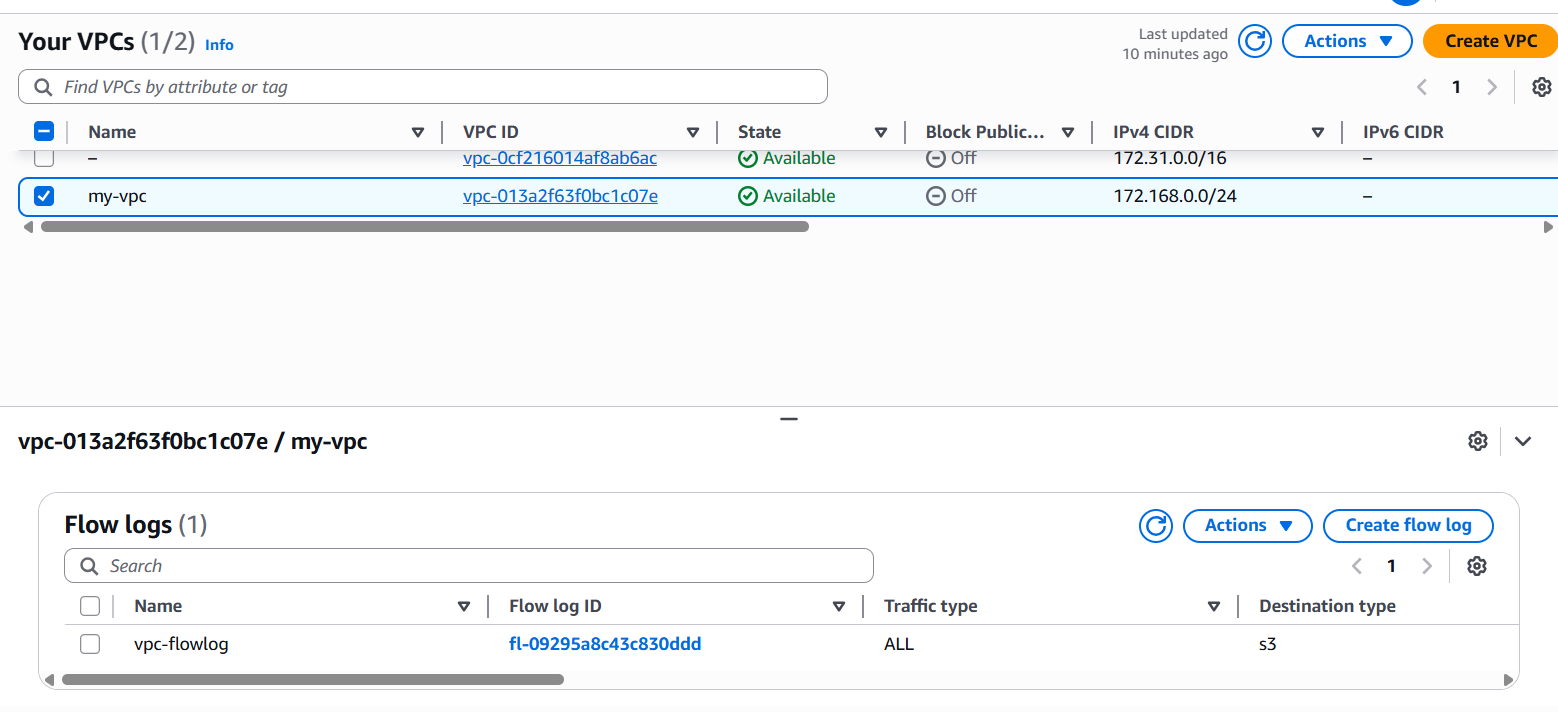 Your VPCs (1/2) Info
Last updated
10 minutes ago
Actions
Create VPC
Find VPCs by attribute or tag
1
Name VPC ID State Block Public... IPv4 CIDR IPv6 CIDR
– vpc-0cf216014af8ab6ac Available Off 172.31.0.0/16 –
my-vpc vpc-013a2f63f0bc1c07e Available Off 172.168.0.0/24 –
vpc-013a2f63f0bc1c07e / my-vpc
Flow logs (1)
Actions
Create flow log
Search
1
Name Flow log ID Traffic type Destination type
vpc-flowlog fl-09295a8c43c830ddd ALL s3